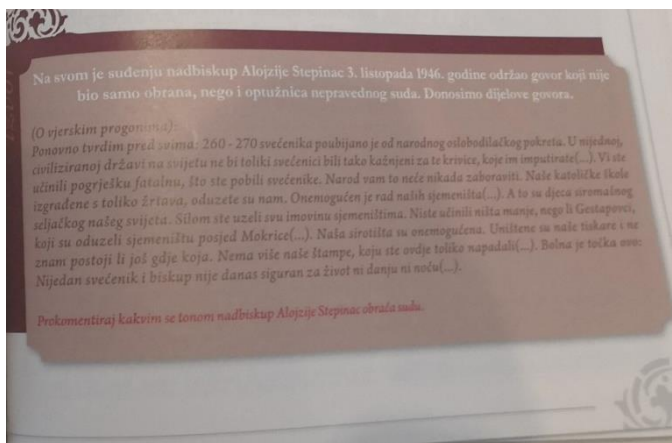 Na svom je suđenju nadbiskup Alojzije Stepinac 3. listopada 1946. godine održao govor koji nije
bio samo obrana, nego i optužnica nepravednog suda. Donosimo dijelove govora.
(O vjerskim progonima):
Ponovno tvrdim pred svima: 260 - 270 svećenika poubijano je od narodnog oslobodilačkog pokreta. U nijednoj,
civiliziranoj državi na svijetu ne bi toliki svećenici bili tako kažnjeni za te krivice, koje im imputirate(...). Vi ste
učinili pogrješku fatalnu, što ste pobili svećenike. Narod vam to neće nikada zaboraviti. Naše katoličke škole
izgrađene s toliko žrtava, oduzete su nam. Onemogućen je rad naših sjemeništa(...). A to su djeca siromašnog
seljačkog našeg svijeta. Silom ste uzeli svu imovinu sjemeništima. Niste učinili ništa manje, nego li Gestapovci,
koji su oduzeli sjemeništu posjed Mokrice(...). Naša sirotišta su onemogućena. Uništene su naše tiskare i ne
znam postoji li još gdje koja. Nema više naše štampe, koju ste ovdje toliko napadali(...). Bolna je točka ovo:
Nijedan svećenik i biskup nije danas siguran za život ni danju ni noću(...).
Prokomentiraj kakvim se tonom nadbiskup Alojzije Stepinac obraća sudu.